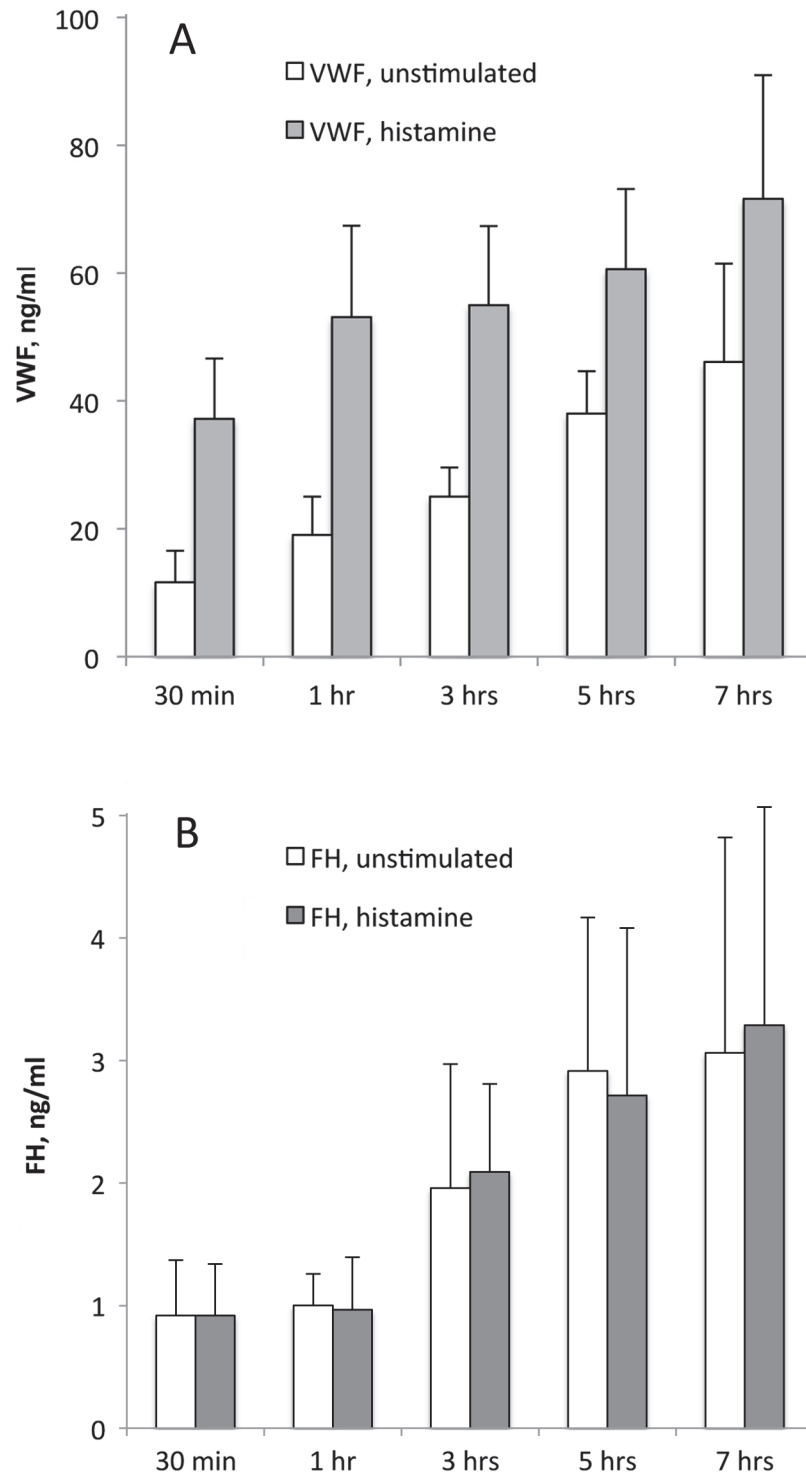 A
VWF, unstimulated
VWF, histamine
VWF, ng/ml
100
80
60
40
20
0
30 min 1 hr 3 hrs 5 hrs 7 hrs
B
FH, unstimulated
FH, histamine
FH, ng/ml
5
4
3
2
1
0
30 min 1 hr 3 hrs 5 hrs 7 hrs